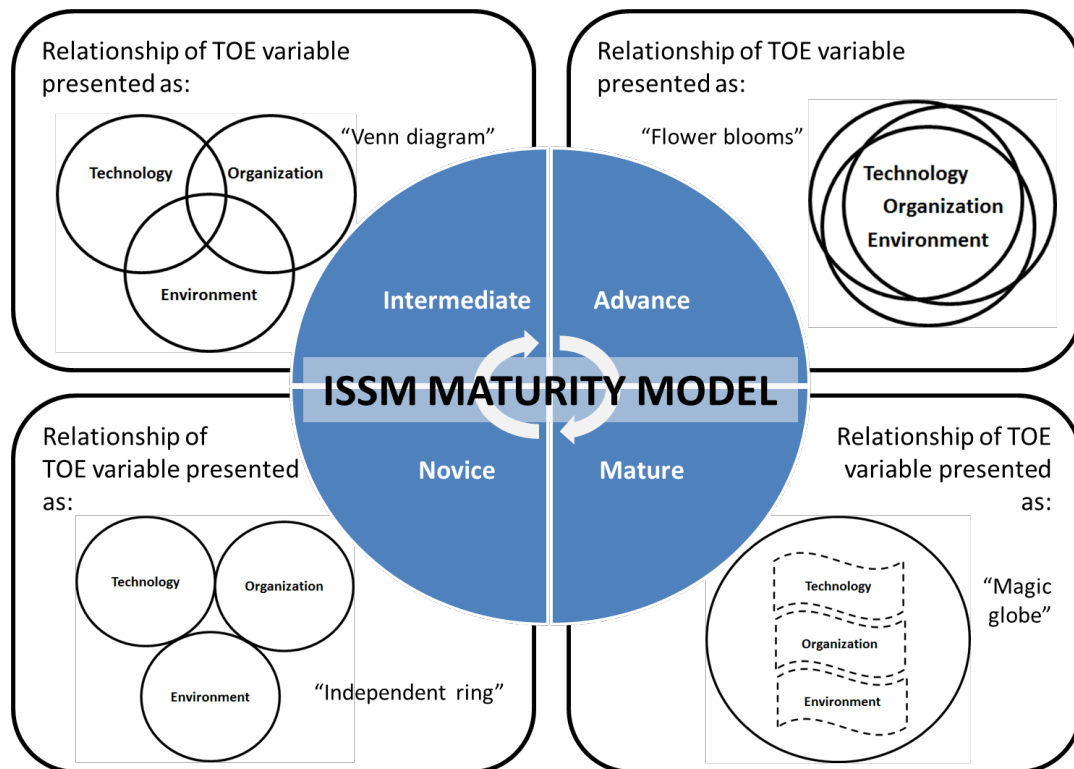 Relationship of TOE variable
presented as:
"Venn diagram"
Technology
Organization
Environment
Relationship of TOE variable
presented as:
"Flower blooms"
Technology
Organization
Environment
Intermediate
Advance
ISSM MATURITY MODEL
Novice
Mature
Relationship of
TOE variable presented
as:
Technology
Organization
Environment
"Independent ring"
Relationship of TOE
variable presented
as:
"Magic
globe"
Technology
Organization
Environment